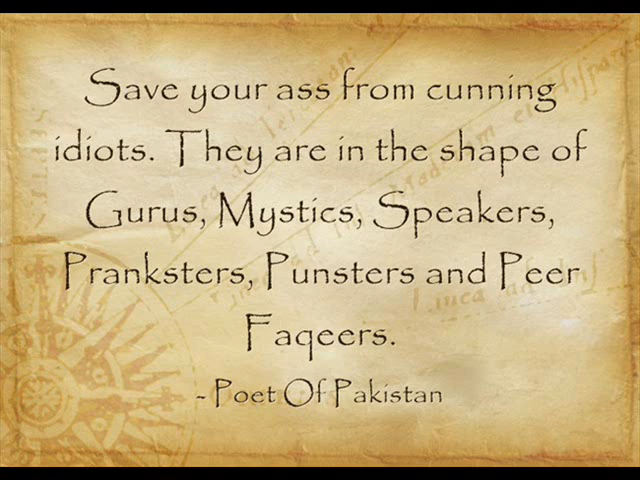 Save your ass from cunning
idiots. They are in the shape of
Gurus, Mystics, Speakers,
Pranksters, Punsters and Peer
Faqeers.
- Poet Of Pakistan